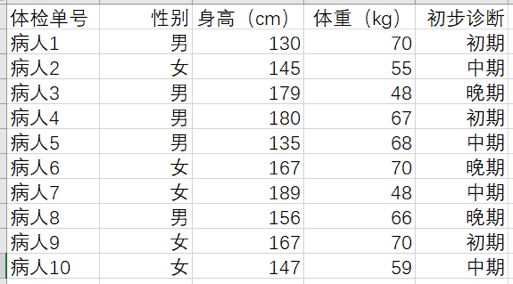 体检单号 性别 身高（cm） 体重（kg） 初步诊断
病人1 男 130 70 初期
病人2 女 145 55 中期
病人3 男 179 48 晚期
病人4 男 180 67 初期
病人5 男 135 68 中期
病人6 女 167 70 晚期
病人7 女 189 48 中期
病人8 男 156 66 晚期
病人9 女 167 70 初期
病人10 女 147 59 中期